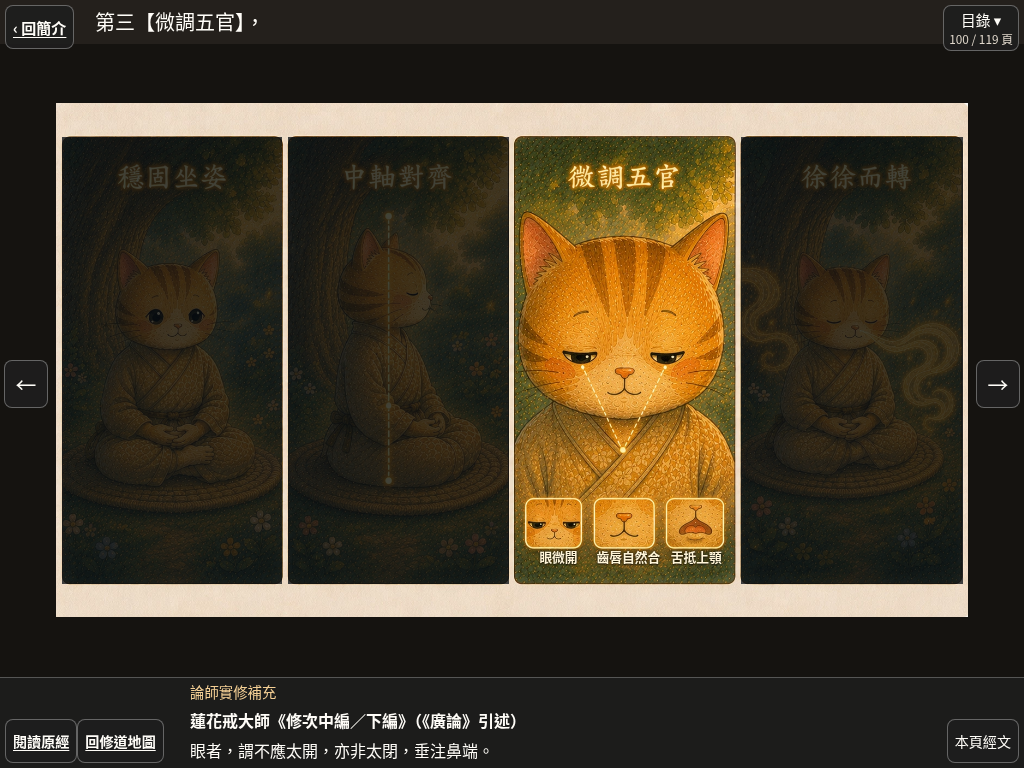 ‹ 回簡介
第三【微調五官】，
目錄 ▾
100 / 119 頁
穩固坐姿
中軸對齊
微調五官
徐徐而轉
眼微開
齒唇自然合
舌抵上顎
←
→
論師實修補充
蓮花戒大師《修次中編／下編》（《廣論》引述）
眼者，謂不應太開，亦非太閉，垂注鼻端。
閱讀原經
回修道地圖
本頁經文